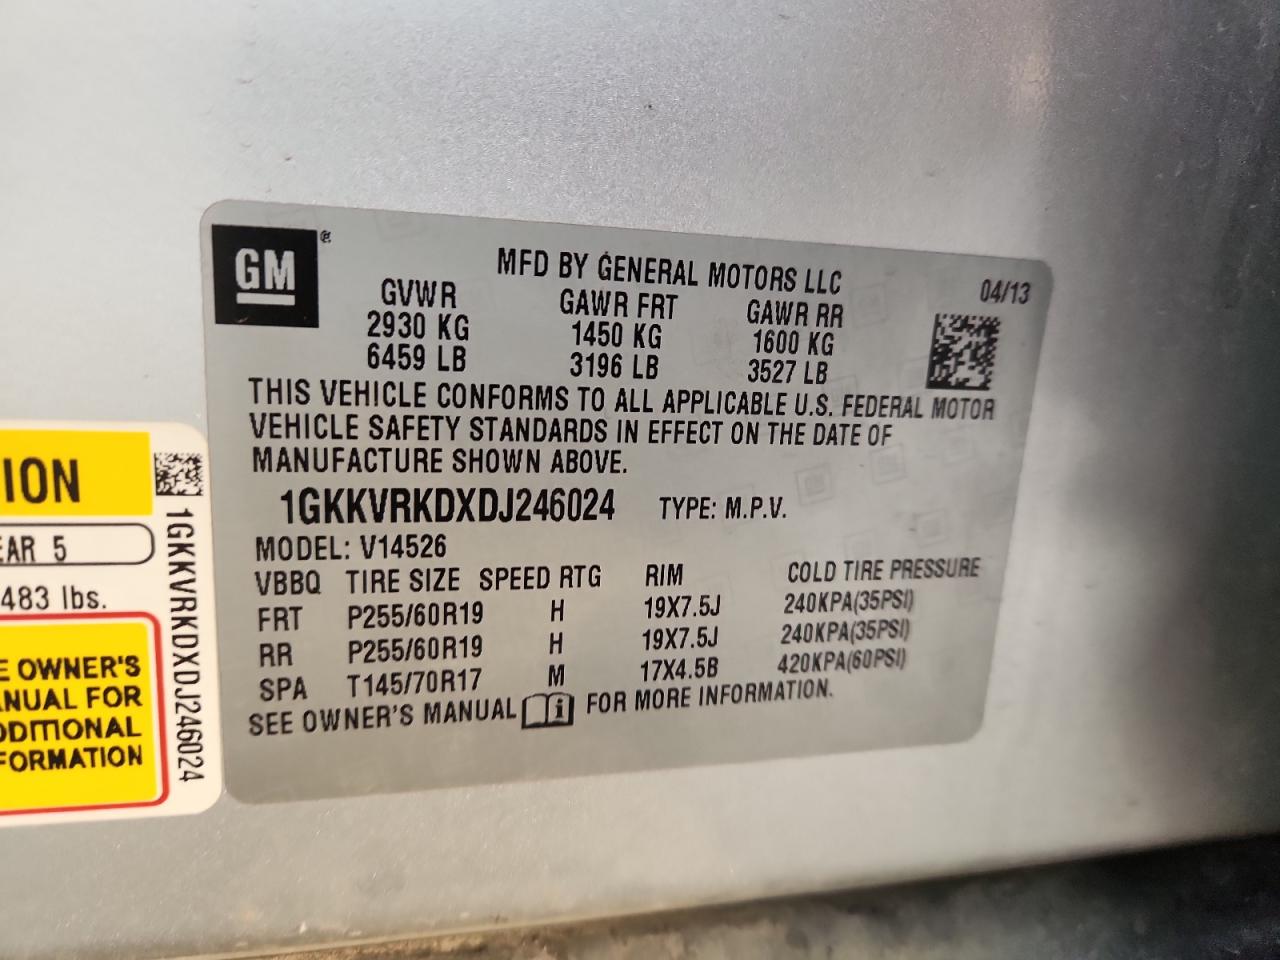 GM
®
MFD BY GENERAL MOTORS LLC
04/13
GVWR GAWR FRT GAWR RR
2930 KG 1450 KG 1600 KG
6459 LB 3196 LB 3527 LB
THIS VEHICLE CONFORMS TO ALL APPLICABLE U.S. FEDERAL MOTOR
VEHICLE SAFETY STANDARDS IN EFFECT ON THE DATE OF
MANUFACTURE SHOWN ABOVE.
1GKKVRKDXDJ246024 TYPE: M.P.V.
MODEL: V14526
VBBQ TIRE SIZE SPEED RTG RIM COLD TIRE PRESSURE
FRT P255/60R19 H 19X7.5J 240KPA(35PSI)
RR P255/60R19 H 19X7.5J 240KPA(35PSI)
SPA T145/70R17 M 17X4.5B 420KPA(60PSI)
SEE OWNER'S MANUAL i FOR MORE INFORMATION.
ION
EAR 5
483 lbs.
E OWNER'S
ANUAL FOR
DDITIONAL
FORMATION
1GKKVRKDXDJ246024